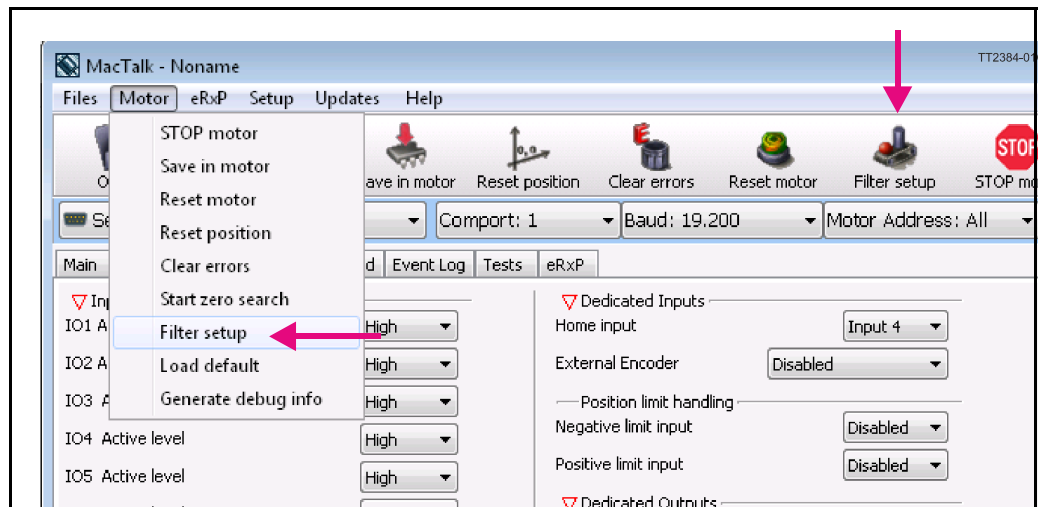 TT2384-01
MacTalk - Noname
Files Motor eRxP Setup Updates Help
STOP motor
Save in motor
Reset motor
Reset position
Clear errors
Start zero search
Filter setup
Load default
Generate debug info
ave in motor Reset position Clear errors Reset motor Filter setup STOP mo
STOP
Se Comport: 1 Baud: 19.200 Motor Address: All
Main d Event Log Tests eRxP
Inp
IO1 A High
IO2 A High
IO3 A High
IO4 Active level High
IO5 Active level High
Dedicated Inputs
Home input Input 4
External Encoder Disabled
Position limit handling
Negative limit input Disabled
Positive limit input Disabled
Dedicated Outputs